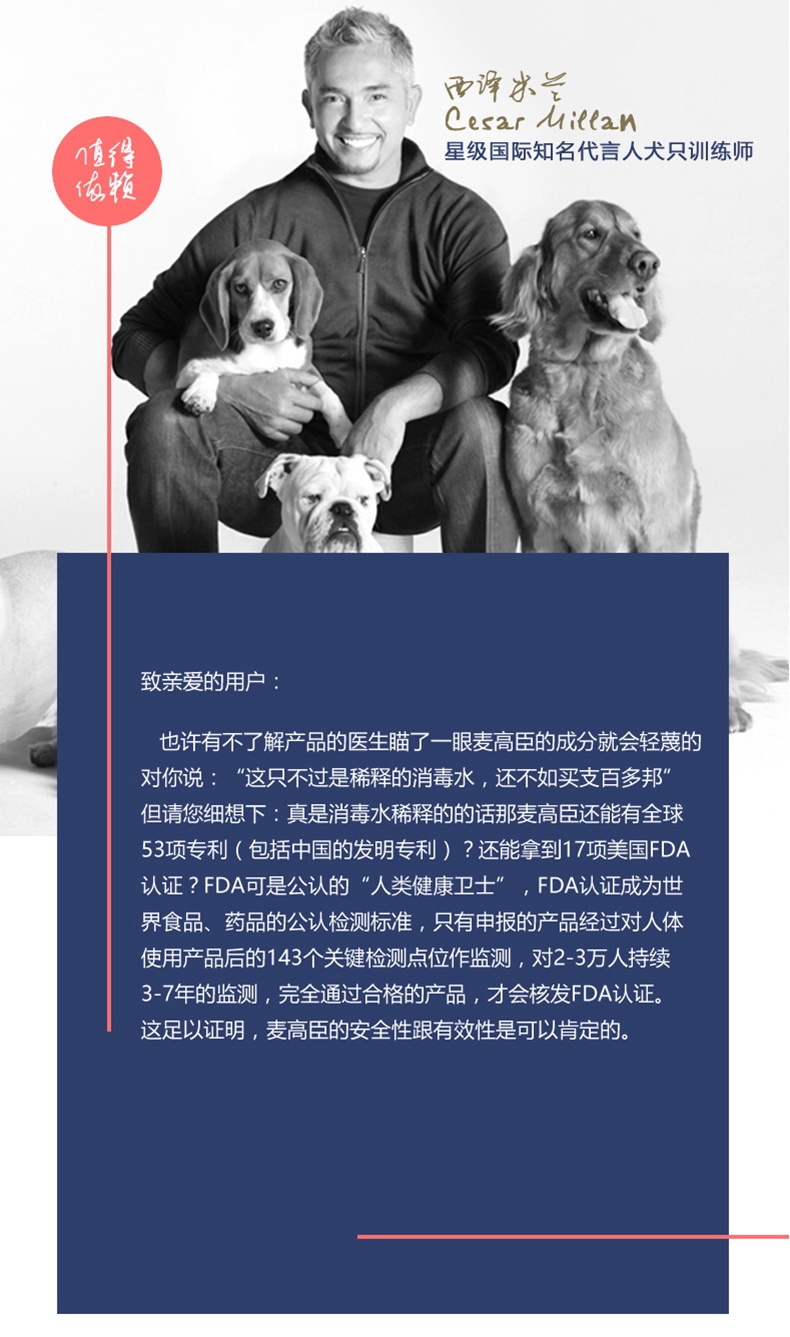 西泽米兰
Cesar Millan
星级国际知名代言人犬只训练师
值得
依赖
致亲爱的用户：
也许有不了解产品的医生瞄了一眼麦高臣的成分就会轻蔑的
对你说：“这只不过是稀释的消毒水，还不如买支百多邦”
但请您细想下：真是消毒水稀释的的话那麦高臣还能有全球
53项专利（包括中国的发明专利）？还能拿到17项美国FDA
认证？FDA可是公认的“人类健康卫士”，FDA认证成为世
界食品、药品的公认检测标准，只有申报的产品经过对人体
使用产品后的143个关键检测点位作监测，对2-3万人持续
3-7年的监测，完全通过合格的产品，才会核发FDA认证。
这足以证明，麦高臣的安全性跟有效性是可以肯定的。